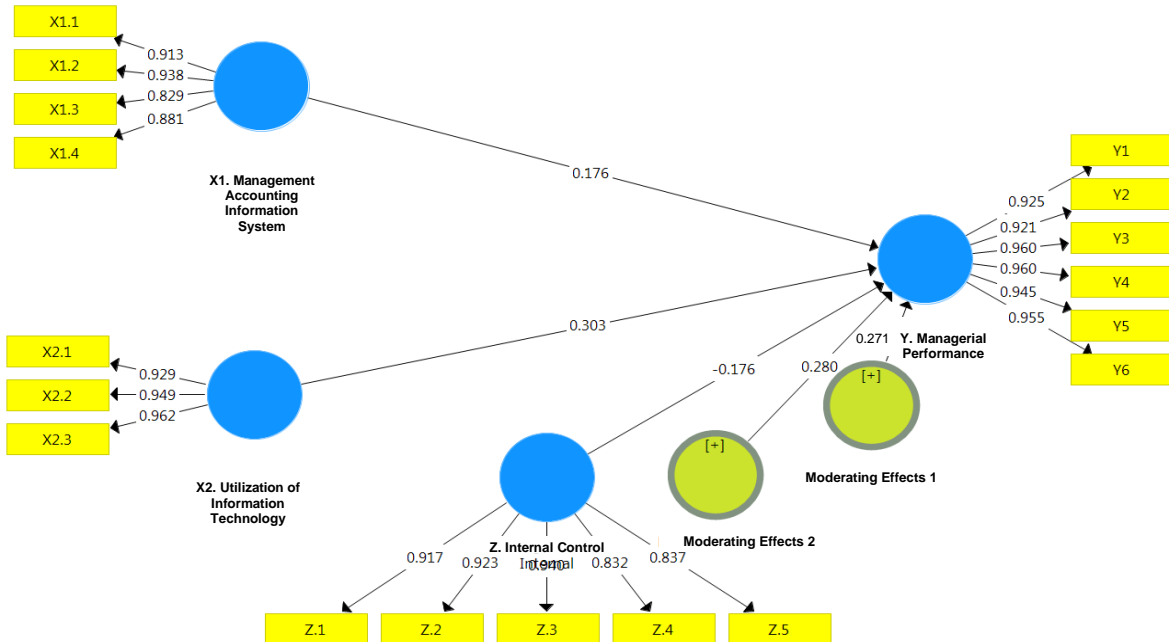 X1.1
0.913
X1.2
0.938
X1.3
0.829
X1.4
0.881
X1. Management
Accounting
Information
System
0.176
Y1
0.925
Y2
0.921
Y3
0.960
Y4
0.960
Y5
0.945
Y6
0.955
Y. Managerial
Performance
X2.1
0.929
X2.2
0.949
X2.3
0.962
X2. Utilization of
Information
Technology
0.303
-0.176
0.280
0.271
[+]
Moderating Effects 1
[+]
Moderating Effects 2
Z. Internal Control
Internal
0.917
0.923
0.940
0.832
0.837
Z.1
Z.2
Z.3
Z.4
Z.5